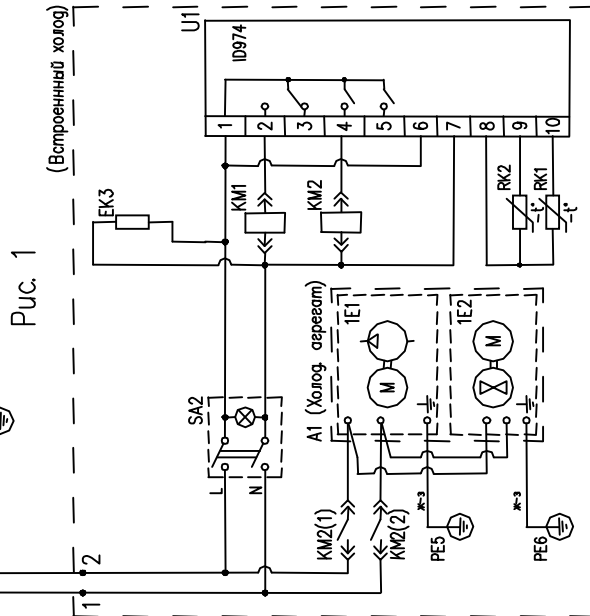 Рис. 1
(Встроеннный холод)
U1
ID974
1
2
3
4
5
6
7
8
9
10
EK3
KM1
KM2
RK2
-t°
RK1
-t°
SA2
L
N
A1 (Холод. агрегат)
1E1
M
1E2
M
KM2(1)
KM2(2)
ж-з
PE5
ж-з
PE6
2
1